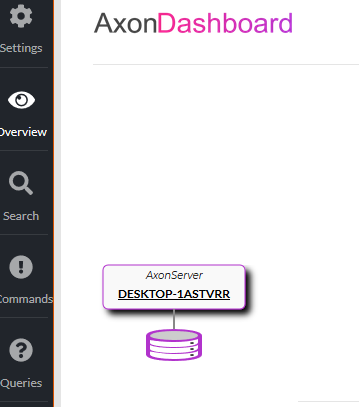 AxonDashboard
Settings
Overview
Search
Commands
Queries
AxonServer
DESKTOP-1ASTVRR